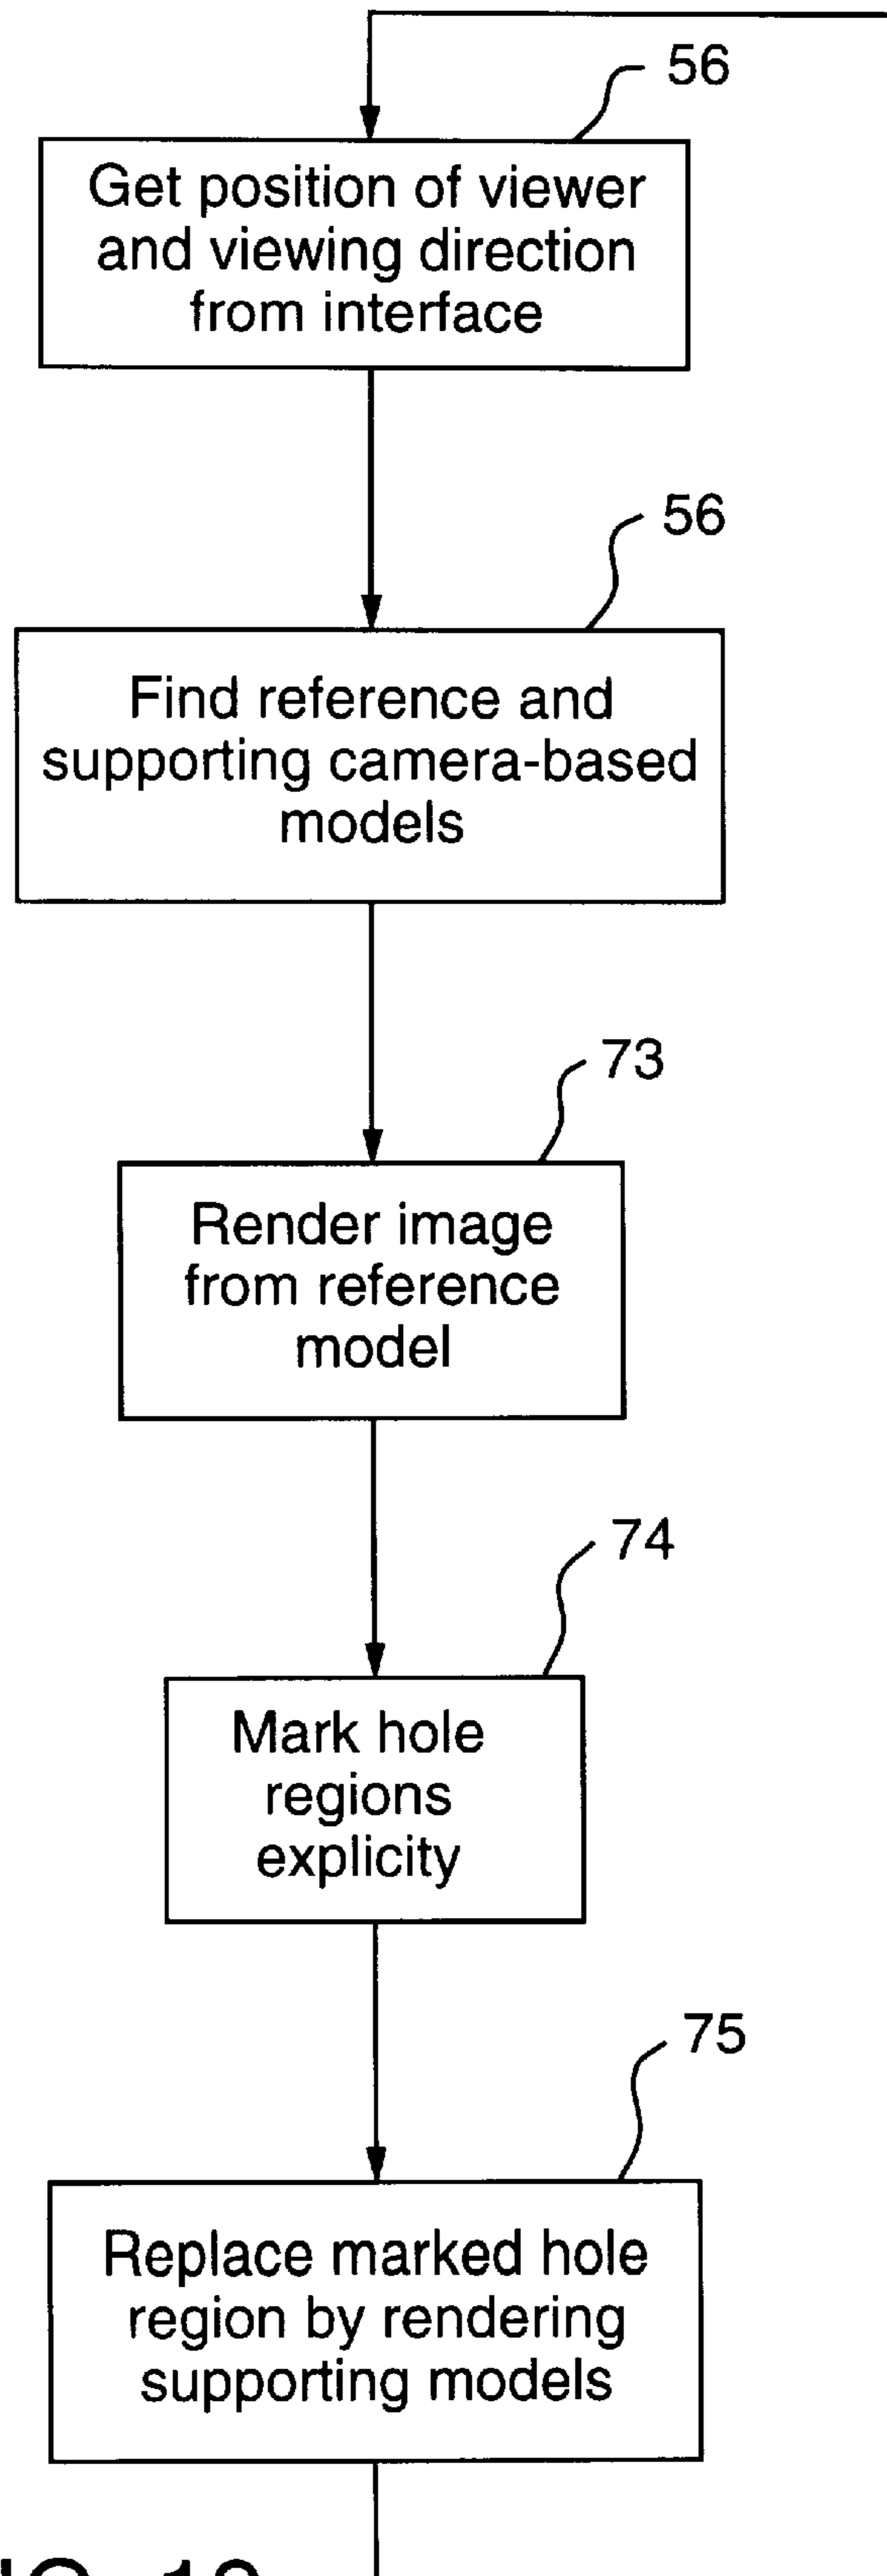 56
Get position of viewer
and viewing direction
from interface
56
Find reference and
supporting camera-based
models
73
Render image
from reference
model
74
Mark hole
regions
explicity
75
Replace marked hole
region by rendering
supporting models